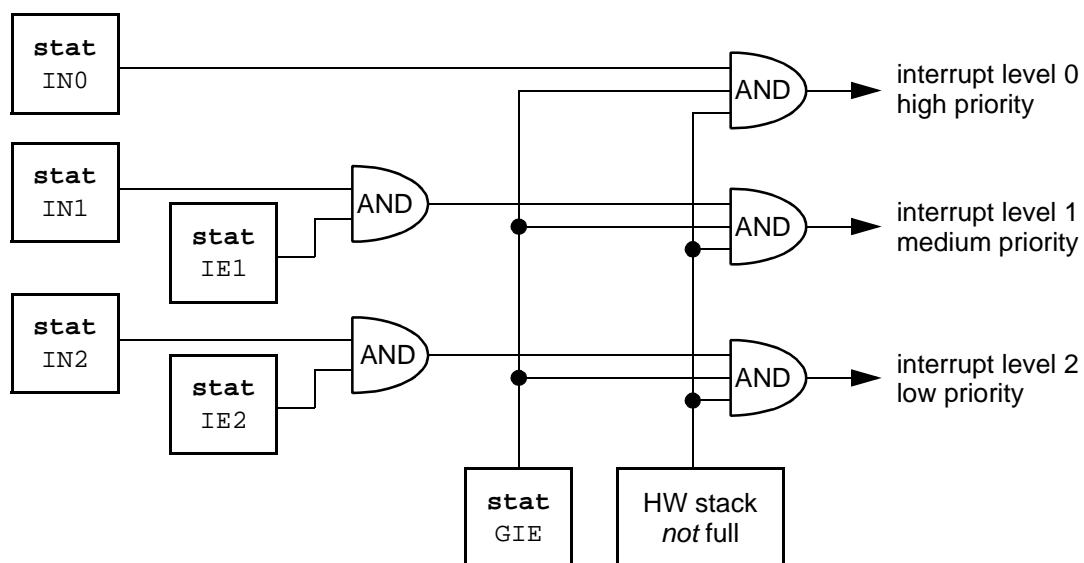 stat
IN0
AND
interrupt level 0
high priority
stat
IN1
AND
stat
IE1
AND
interrupt level 1
medium priority
stat
IN2
AND
stat
IE2
AND
interrupt level 2
low priority
stat
GIE
HW stack
not full